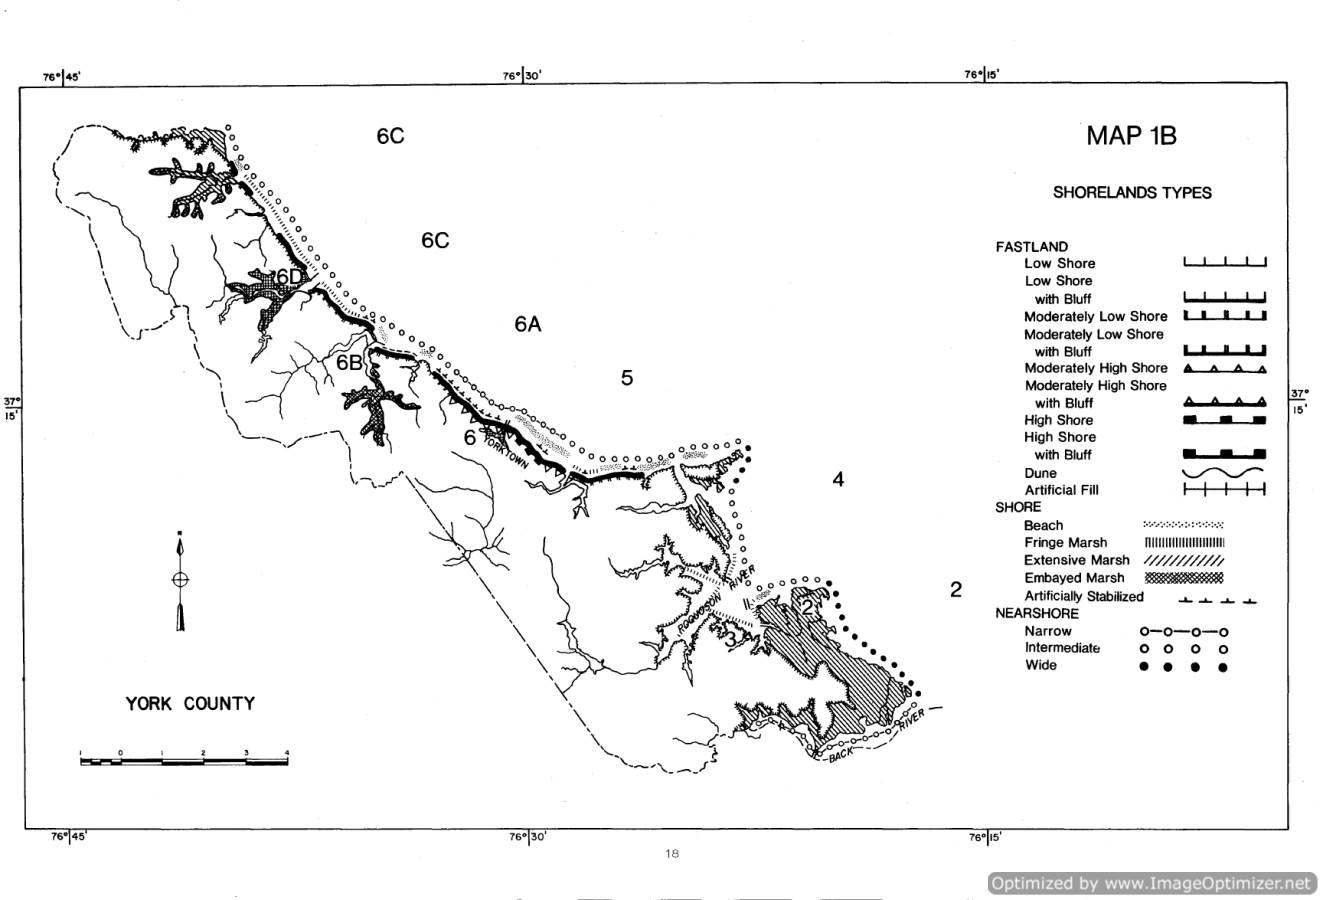 76° 45'
76° 30'
76° 15'
6C
MAP 1B
SHORELANDS TYPES
6C
FASTLAND
Low Shore
Low Shore
with Bluff
6D
Moderately Low Shore
6A
Moderately Low Shore
with Bluff
6B
Moderately High Shore
5
Moderately High Shore
with Bluff
37°
15'
37°
15'
High Shore
6
High Shore
with Bluff
YORKTOWN
4
Dune
Artificial Fill
SHORE
Beach
Fringe Marsh
Extensive Marsh
Embayed Marsh
RIVER
2
Artificially Stabilized
POQUOSON
2
NEARSHORE
3
Narrow
Intermediate
Wide
YORK COUNTY
RIVER
BACK
1 0 1 2 3 4
76° 45'
76° 30'
76° 15'
18
Optimized by www.ImageOptimizer.net